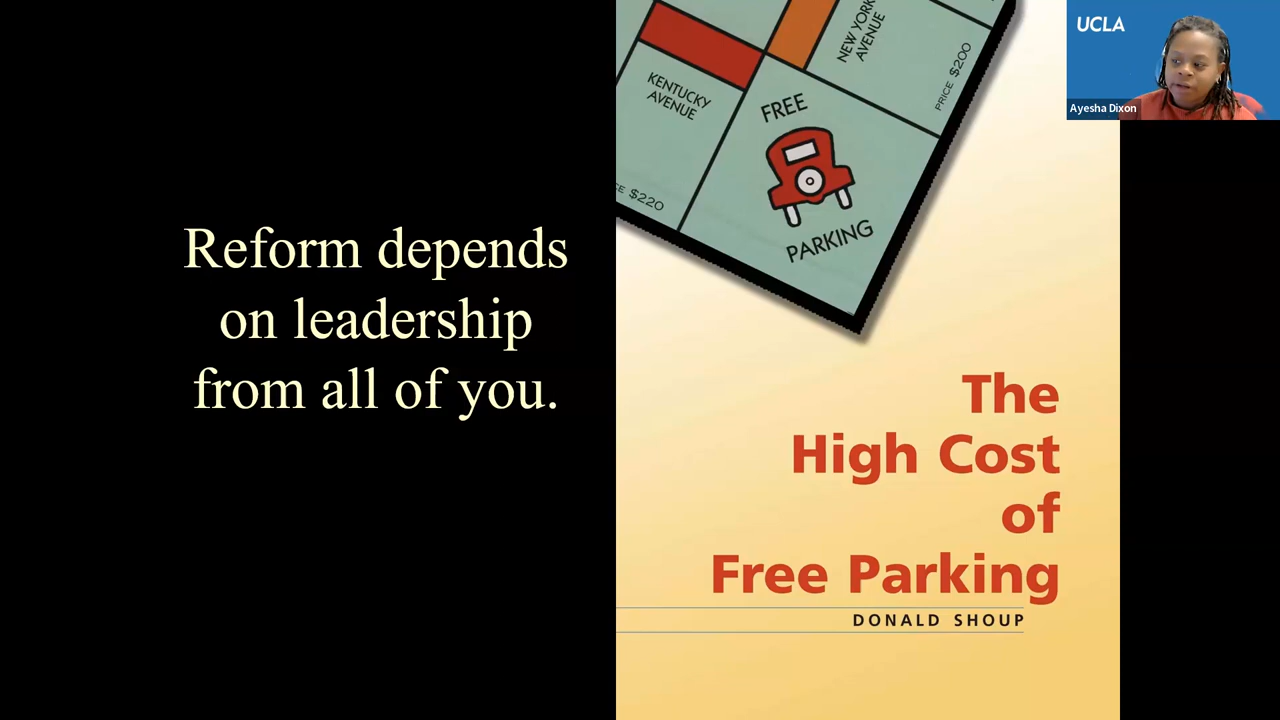 Reform depends
on leadership
from all of you.
NEW YORK
AVENUE
PRICE $200
KENTUCKY
AVENUE
CE $220
FREE
PARKING
The
High Cost
of
Free Parking
DONALD SHOUP
UCLA
Ayesha Dixon